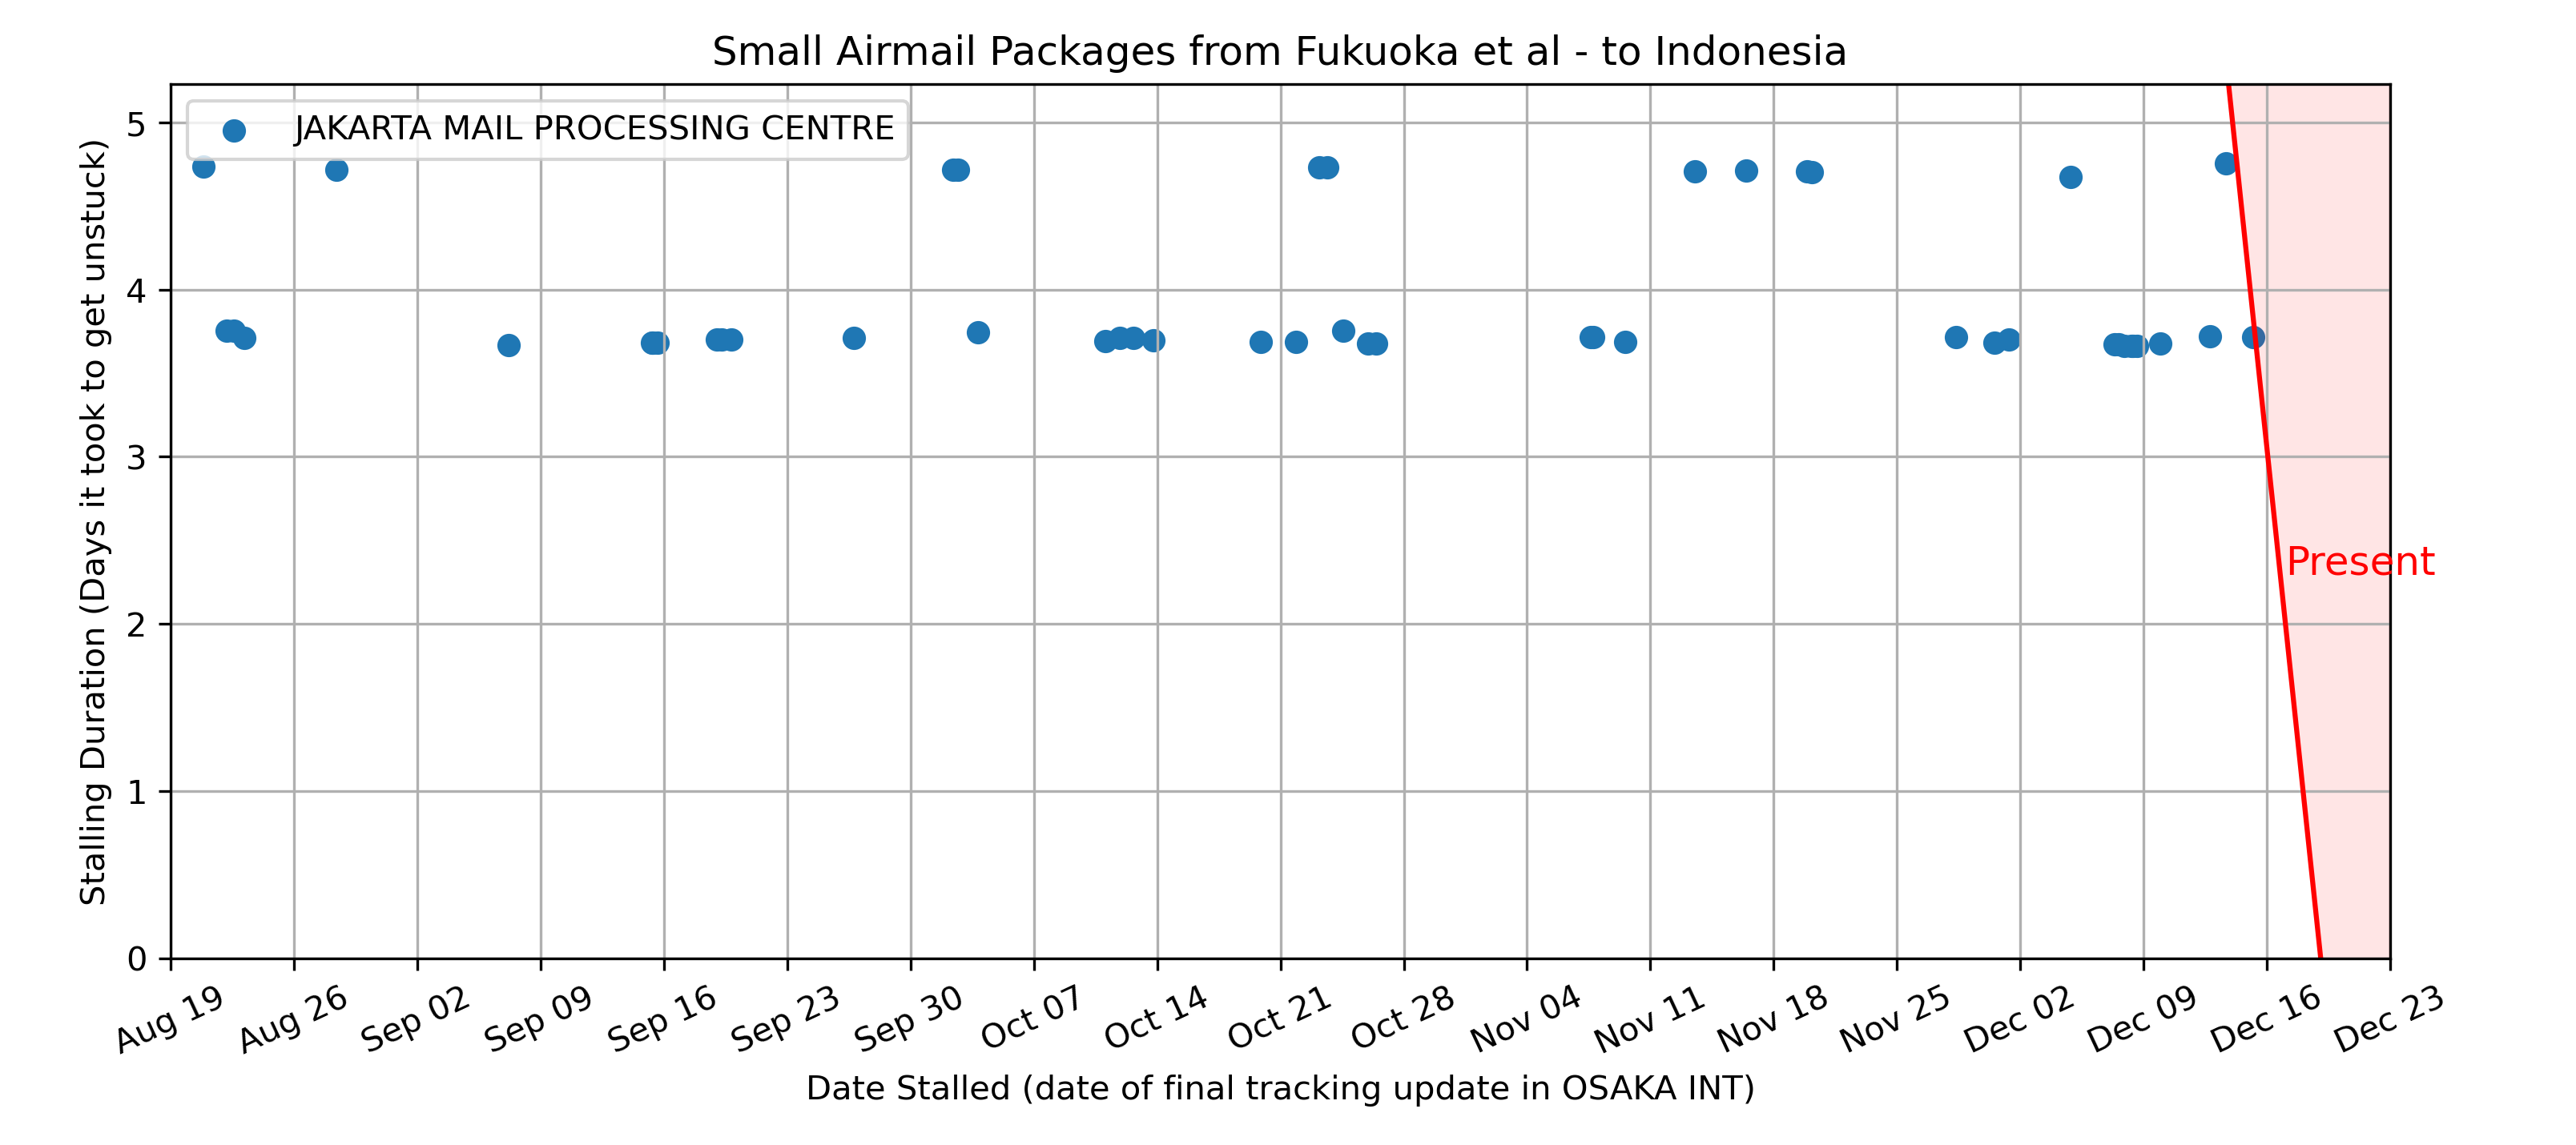 Small Airmail Packages from Fukuoka et al - to Indonesia
JAKARTA MAIL PROCESSING CENTRE
Stalling Duration (Days it took to get unstuck)
5
4
3
2
1
0
Present
Aug 19
Aug 26
Sep 02
Sep 09
Sep 16
Sep 23
Sep 30
Oct 07
Oct 14
Oct 21
Oct 28
Nov 04
Nov 11
Nov 18
Nov 25
Dec 02
Dec 09
Dec 16
Dec 23
Date Stalled (date of final tracking update in OSAKA INT)